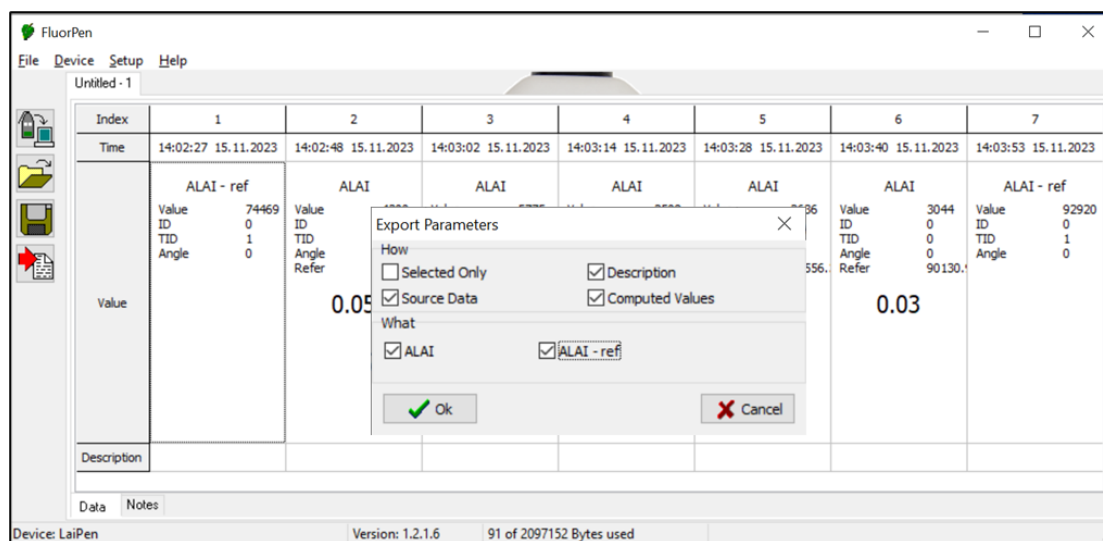 FluorPen
File Device Setup Help
Untitled - 1
Index 1 2 3 4 5 6 7
Time 14:02:27 15.11.2023 14:02:48 15.11.2023 14:03:02 15.11.2023 14:03:14 15.11.2023 14:03:28 15.11.2023 14:03:40 15.11.2023 14:03:53 15.11.2023
ALAI - ref ALAI ALAI ALAI ALAI ALAI ALAI - ref
Value 74469 Value Value 3044 Value 92920
ID 0 ID ID 0 ID 0
TID 1 TID TID 0 TID 1
Angle 0 Angle Angle 0 Angle 0
Refer 556. Refer 90130.
Value 0.05 0.03
Export Parameters
How
Selected Only Description
Source Data Computed Values
What
ALAI ALAI - ref
Ok Cancel
Description
Data Notes
Device: LaiPen Version: 1.2.1.6 91 of 2097152 Bytes used